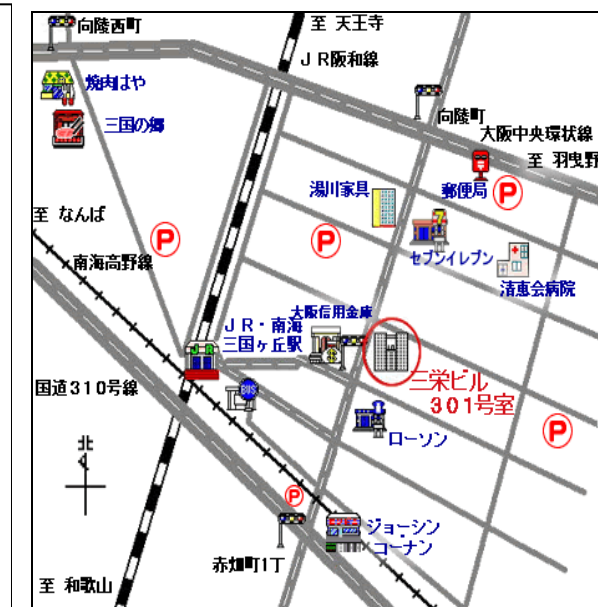 向陵西町
至 天王寺
JR阪和線
焼肉はや
三国の郷
向陵町
大阪中央環状線
至 羽曳野
湯川家具
郵便局
P
至 なんば
P
P
セブンイレブン
清恵会病院
南海高野線
JR・南海
三国ヶ丘駅
大阪信用金庫
JR
国道310号線
BUS
三栄ビル
301号室
北
ローソン
P
P
ジョーシン
コーナン
赤畑町1丁
至 和歌山